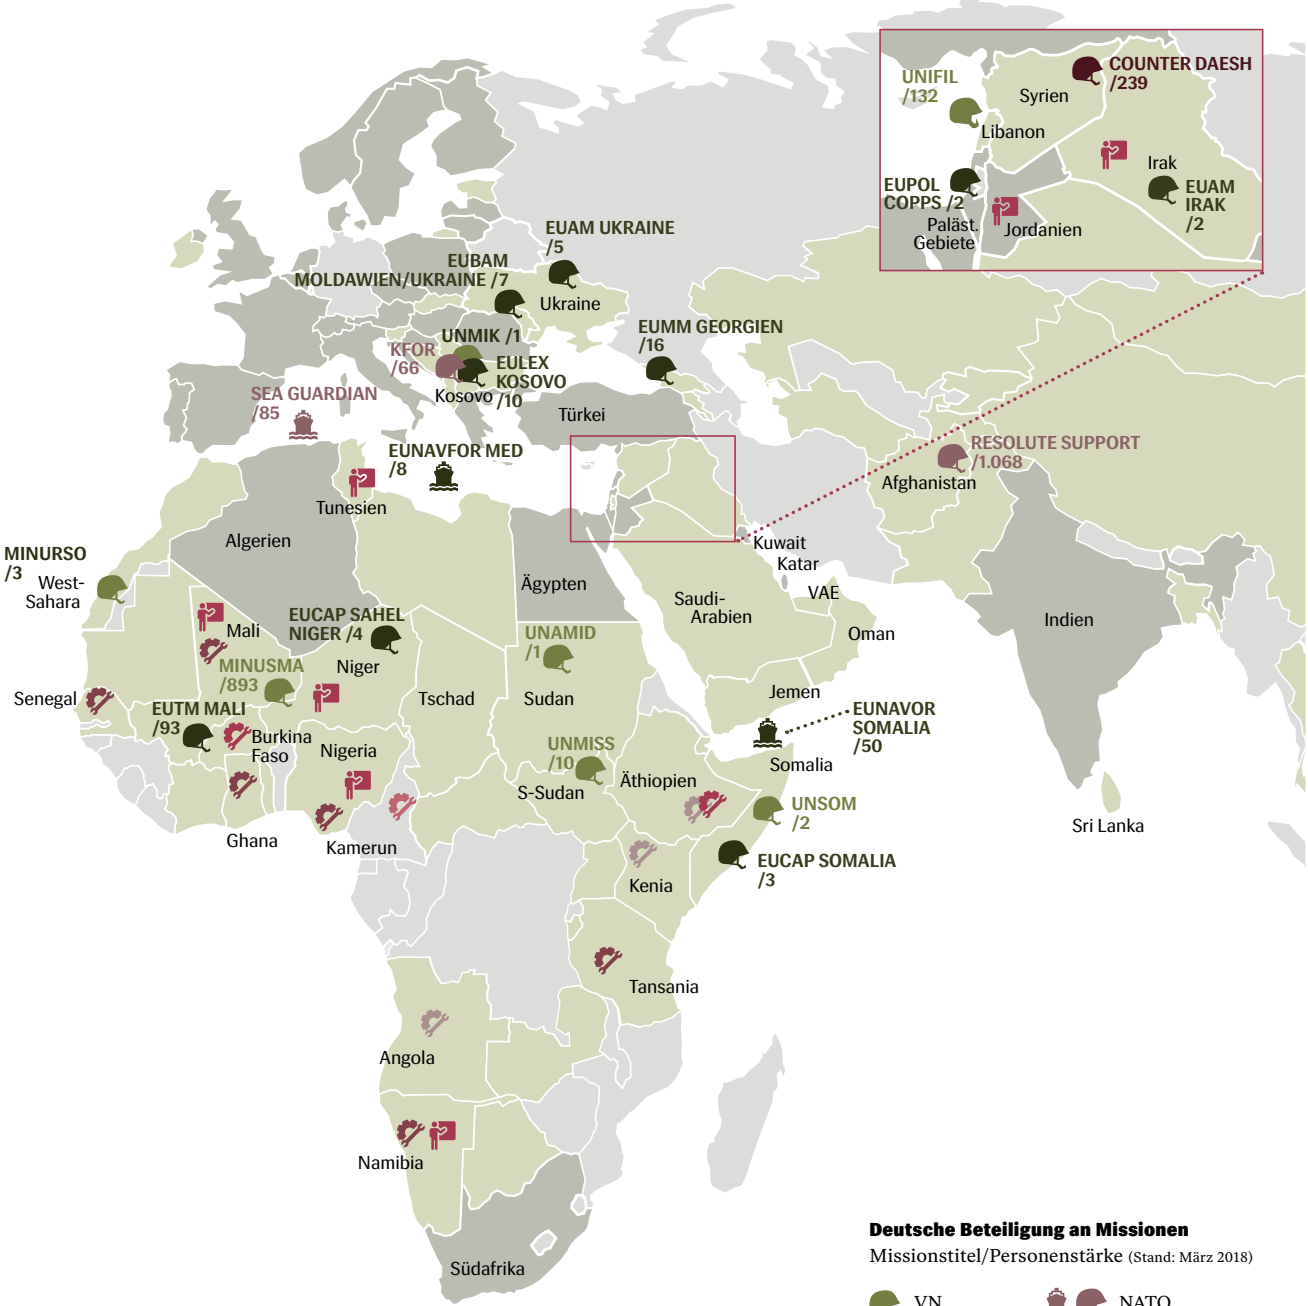 UNIFIL
/132
COUNTER DAESH
/239
Syrien
Libanon
Irak
EUPOL
COPPS /2
EUAM
IRAK
/2
Paläst.
Gebiete
Jordanien
EUAM UKRAINE
/5
EUBAM
MOLDAWIEN/UKRAINE /7
Ukraine
UNMIK /1
KFOR
/66
EULEX
KOSOVO
/10
Kosovo
EUMM GEORGIEN
/16
SEA GUARDIAN
/85
Türkei
EUNAVFOR MED
/8
RESOLUTE SUPPORT
/1.068
Afghanistan
Tunesien
Algerien
Kuwait
Katar
MINURSO
/3
West-
Sahara
Ägypten
VAE
Saudi-
Arabien
Oman
Indien
EUCAP SAHEL
NIGER /4
Mali
UNAMID
/1
MINUSMA
/893
Niger
Senegal
Tschad
Sudan
Jemen
EUTM MALI
/93
EUNAVOR
SOMALIA
/50
Burkina
Faso
Nigeria
UNMISS
/10
Somalia
Äthiopien
S-Sudan
UNSOM
/2
Sri Lanka
Ghana
Kamerun
EUCAP SOMALIA
/3
Kenia
Tansania
Angola
Namibia
Südafrika
Deutsche Beteiligung an Missionen
Missionstitel/Personenstärke (Stand: März 2018)
VN
NATO